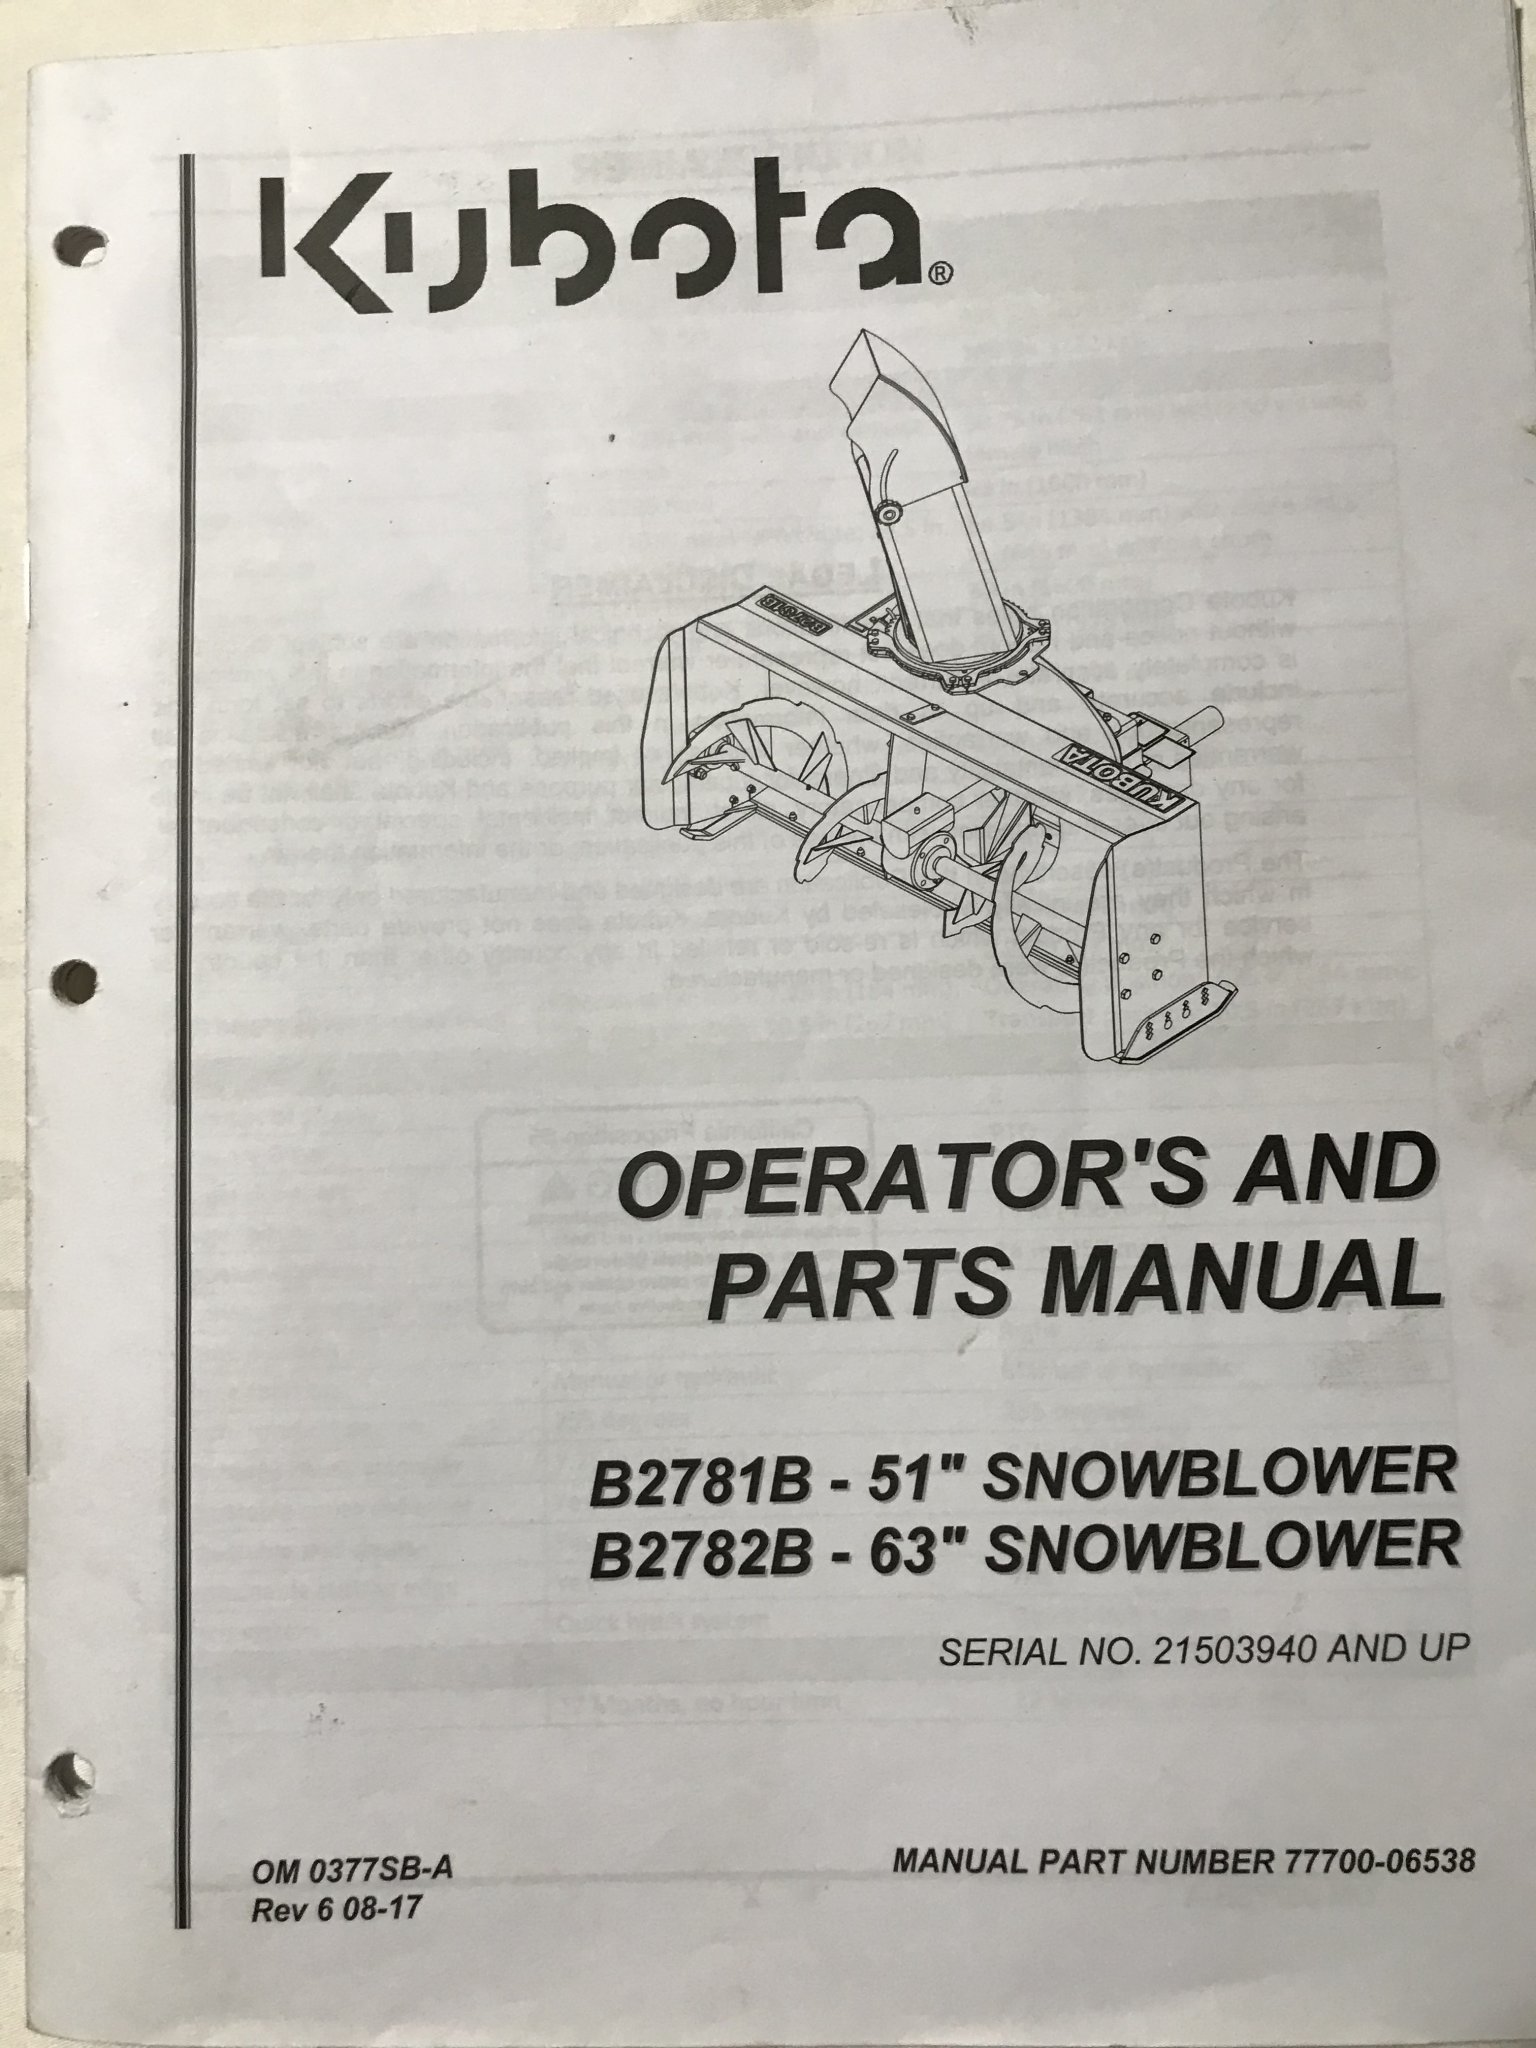 Kubota®
KUBOTA
OPERATOR'S AND
PARTS MANUAL
B2781B - 51" SNOWBLOWER
B2782B - 63" SNOWBLOWER
SERIAL NO. 21503940 AND UP
OM 0377SB-A
Rev 6 08-17
MANUAL PART NUMBER 77700-06538